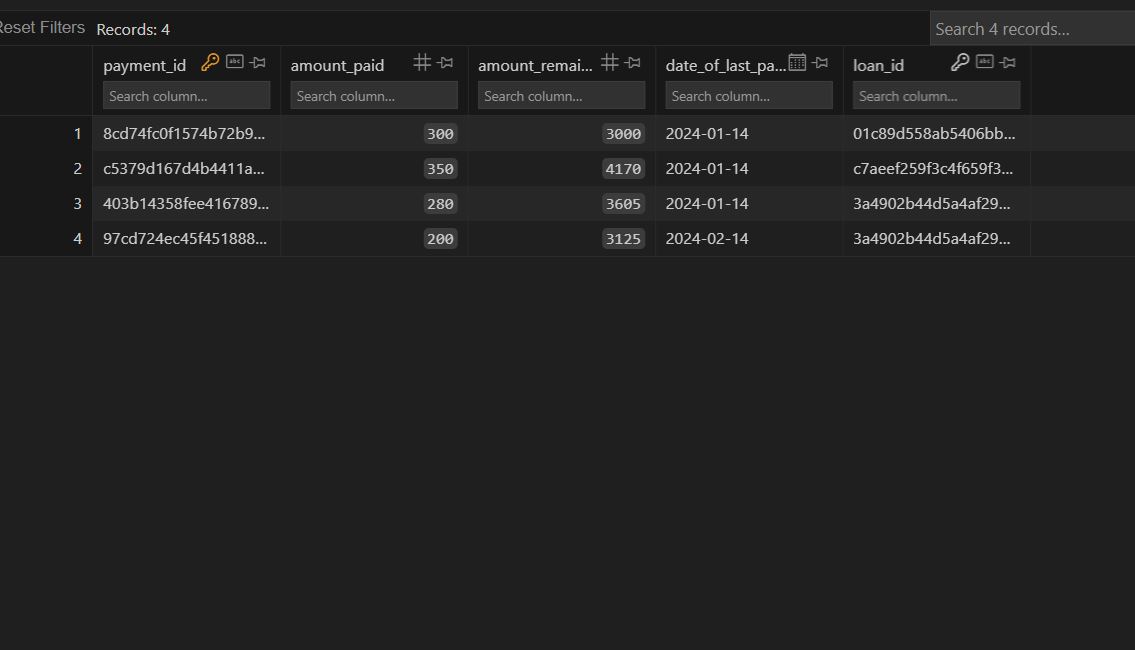 Reset Filters Records: 4 Search 4 records...
payment_id amount_paid amount_remai... date_of_last_pa... loan_id
Search column... Search column... Search column... Search column... Search column...
1 8cd74fc0f1574b72b9... 300 3000 2024-01-14 01c89d558ab5406bb...
2 c5379d167d4b4411a... 350 4170 2024-01-14 c7aeef259f3c4f659f3...
3 403b14358fee416789... 280 3605 2024-01-14 3a4902b44d5a4af29...
4 97cd724ec45f451888... 200 3125 2024-02-14 3a4902b44d5a4af29...